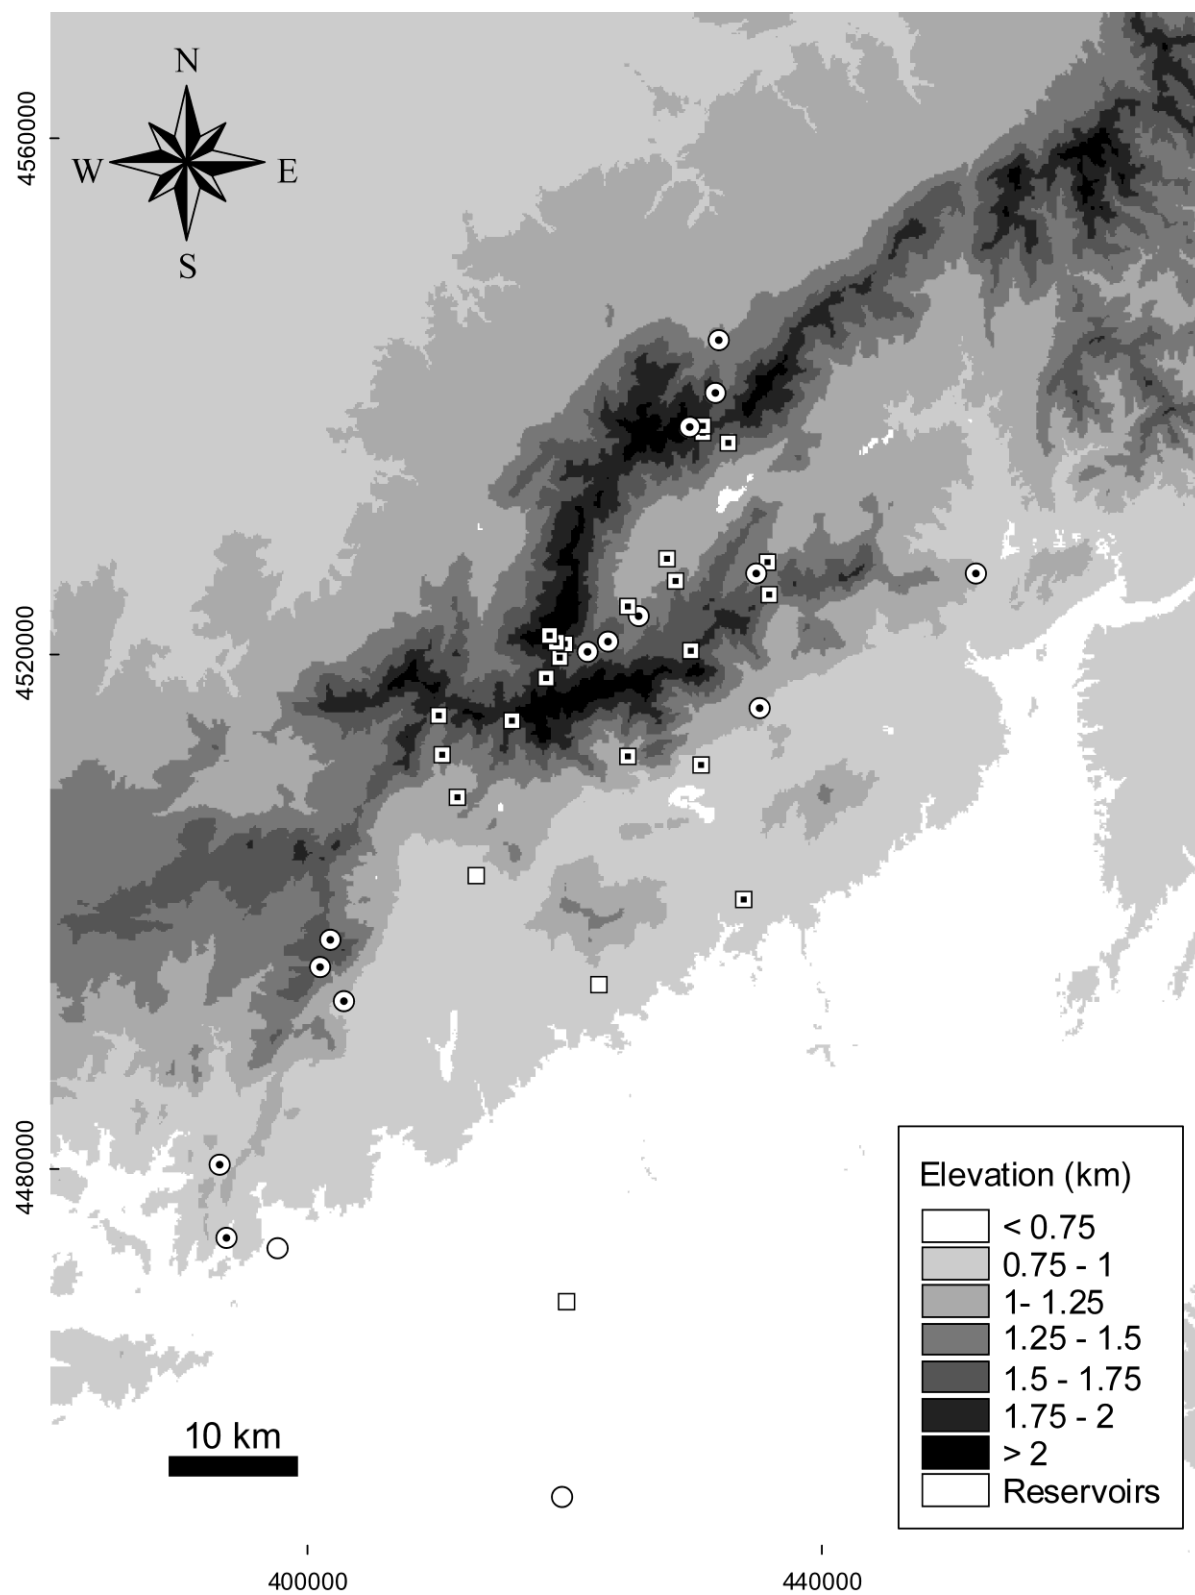 N
W
E
S
4560000
4520000
4480000
Elevation (km)
< 0.75
0.75 - 1
1- 1.25
1.25 - 1.5
1.5 - 1.75
1.75 - 2
> 2
Reservoirs
10 km
400000
440000